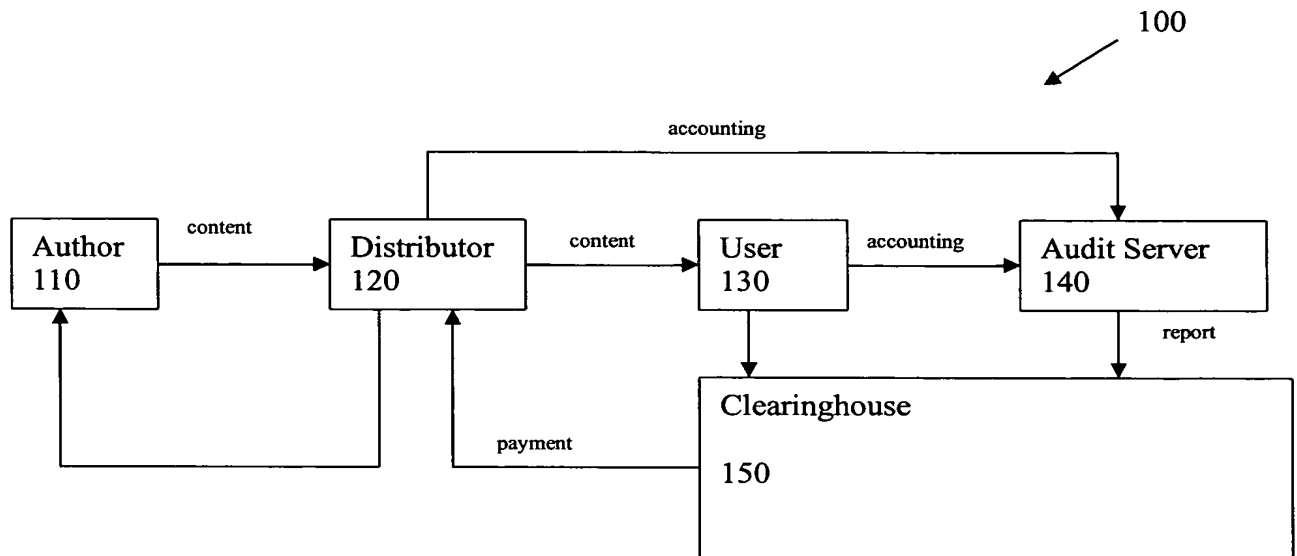 100
accounting
Author
110
content
Distributor
120
content
User
130
accounting
Audit Server
140
report
Clearinghouse
150
payment